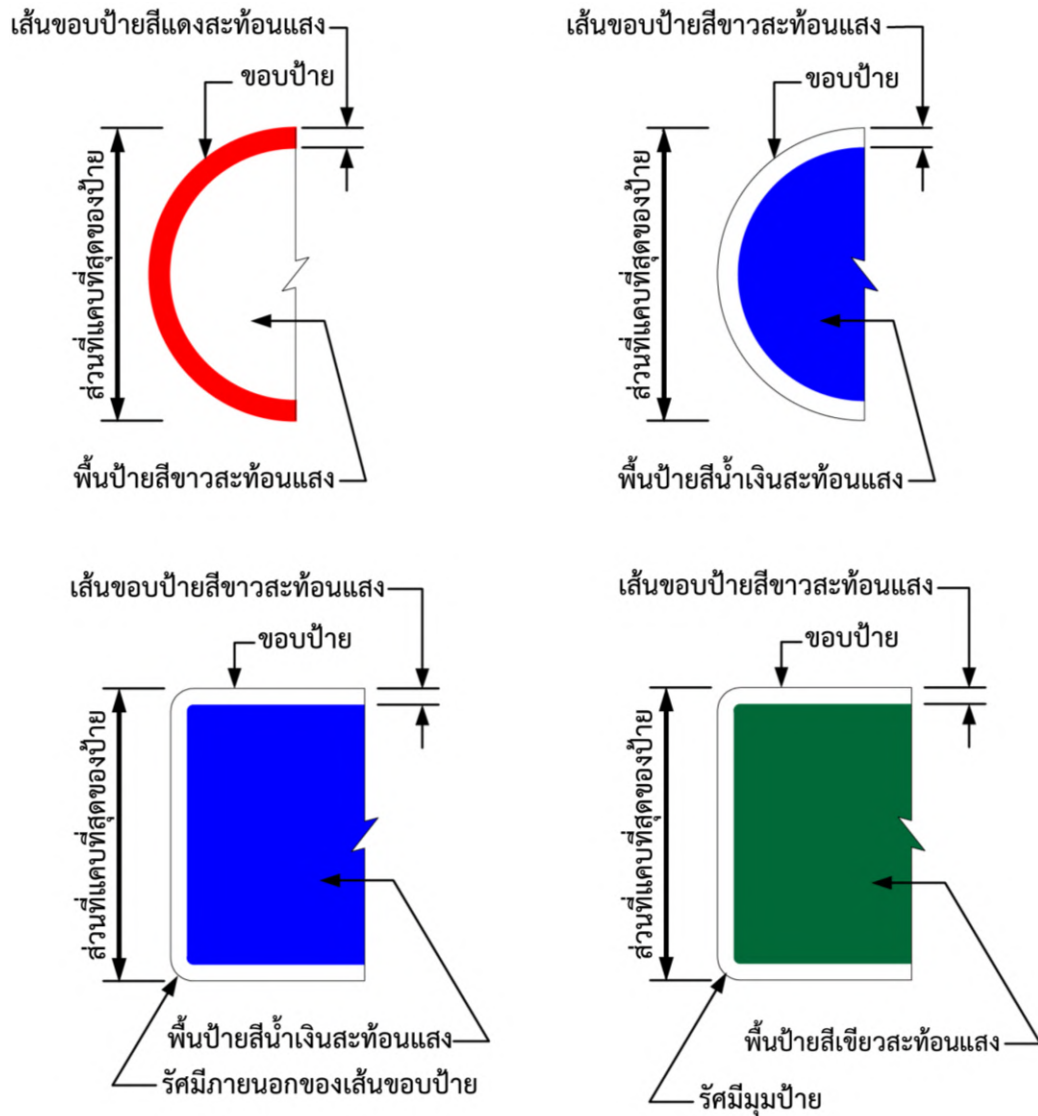 เส้นขอบป้ายสีแดงสะท้อนแสง
ขอบป้าย
ส่วนที่แคบที่สุดของป้าย
พื้นป้ายสีขาวสะท้อนแสง
เส้นขอบป้ายสีขาวสะท้อนแสง
ขอบป้าย
ส่วนที่แคบที่สุดของป้าย
พื้นป้ายสีน้ำเงินสะท้อนแสง
เส้นขอบป้ายสีขาวสะท้อนแสง
ขอบป้าย
ส่วนที่แคบที่สุดของป้าย
พื้นป้ายสีน้ำเงินสะท้อนแสง
รัศมีภายนอกของเส้นขอบป้าย
เส้นขอบป้ายสีขาวสะท้อนแสง
ขอบป้าย
ส่วนที่แคบที่สุดของป้าย
พื้นป้ายสีเขียวสะท้อนแสง
รัศมีมุมป้าย